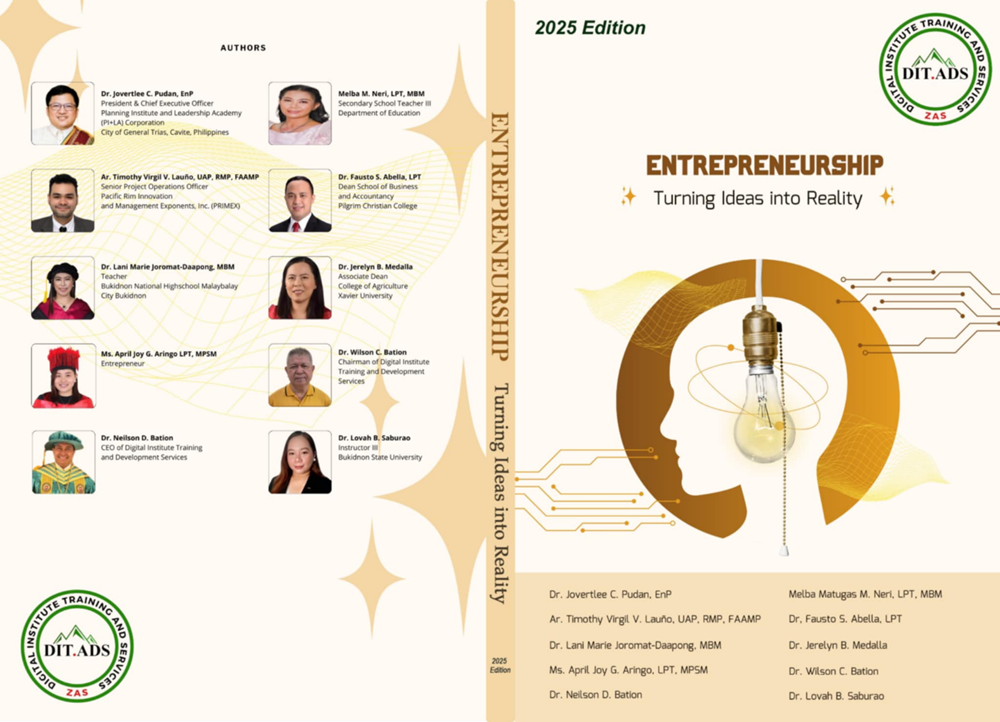 AUTHORS
Dr. Jovertlee C. Pudan, EnP
President & Chief Executive Officer
Planning Institute and Leadership Academy
(PI+LA) Corporation
City of General Trias, Cavite, Philippines
Melba M. Neri, LPT, MBM
Secondary School Teacher III
Department of Education
Ar. Timothy Virgil V. Lauño, UAP, RMP, FAAMP
Senior Project Operations Officer
Pacific Rim Innovation
and Management Exponents, Inc. (PRIMEX)
Dr. Fausto S. Abella, LPT
Dean School of Business
and Accountancy
Pilgrim Christian College
Dr. Lani Marie Joromat-Daapong, MBM
Teacher
Bukidnon National Highschool Malaybalay
City Bukidnon
Dr. Jerelyn B. Medalla
Associate Dean
College of Agriculture
Xavier University
Ms. April Joy G. Aringo LPT, MPSM
Entrepreneur
Dr. Wilson C. Bation
Chairman of Digital Institute
Training and Development
Services
Dr. Neilson D. Bation
CEO of Digital Institute Training
and Development Services
Dr. Lovah B. Saburao
Instructor III
Bukidnon State University
DIGITAL INSTITUTE TRAINING AND SERVICES
DIT.ADS
ZAS
ENTREPRENEURSHIP Turning Ideas into Reality
2025
Edition
2025 Edition
DIGITAL INSTITUTE TRAINING AND SERVICES
DIT.ADS
ZAS
ENTREPRENEURSHIP
Turning Ideas into Reality
Dr. Jovertlee C. Pudan, EnP
Ar. Timothy Virgil V. Lauño, UAP, RMP, FAAMP
Dr. Lani Marie Joromat-Daapong, MBM
Ms. April Joy G. Aringo, LPT, MPSM
Dr. Neilson D. Bation
Melba Matugas M. Neri, LPT, MBM
Dr, Fausto S. Abella, LPT
Dr. Jerelyn B. Medalla
Dr. Wilson C. Bation
Dr. Lovah B. Saburao